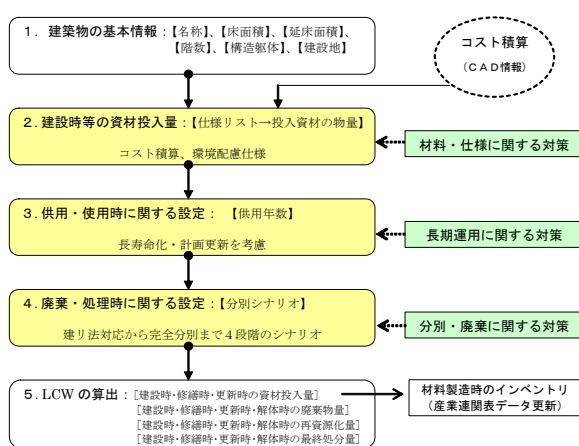 1．建築物の基本情報：【名称】、【床面積】、【延床面積】、
【階数】、【構造躯体】、【建設地】
コスト積算
（ＣＡＤ情報）
2．建設時等の資材投入量：【仕様リスト→投入資材の物量】
コスト積算、環境配慮仕様
材料・仕様に関する対策
3．供用・使用時に関する設定： 【供用年数】
長寿命化・計画更新を考慮
長期運用に関する対策
4．廃棄・処理時に関する設定：【分別シナリオ】
建リ法対応から完全分別まで４段階のシナリオ
分別・廃棄に関する対策
5．LCW の算出：［建設時・修繕時・更新時の資材投入量］
［建設時・修繕時・更新時・解体時の廃棄物量］
［建設時・修繕時・更新時・解体時の再資源化量］
［建設時・修繕時・更新時・解体時の最終処分量］
材料製造時のインベントリ
（産業連関表データ更新）